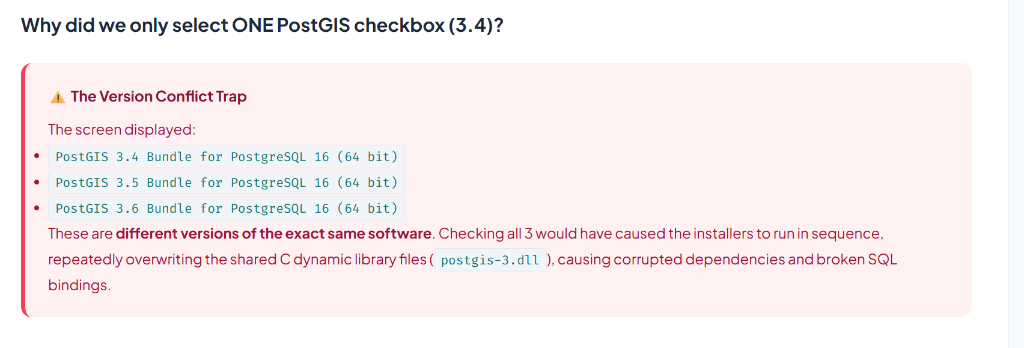 Why did we only select ONE PostGIS checkbox (3.4)?
⚠ The Version Conflict Trap
The screen displayed:
• PostGIS 3.4 Bundle for PostgreSQL 16 (64 bit)
• PostGIS 3.5 Bundle for PostgreSQL 16 (64 bit)
• PostGIS 3.6 Bundle for PostgreSQL 16 (64 bit)
These are different versions of the exact same software. Checking all 3 would have caused the installers to run in sequence,
repeatedly overwriting the shared C dynamic library files ( postgis-3.dll ), causing corrupted dependencies and broken SQL
bindings.